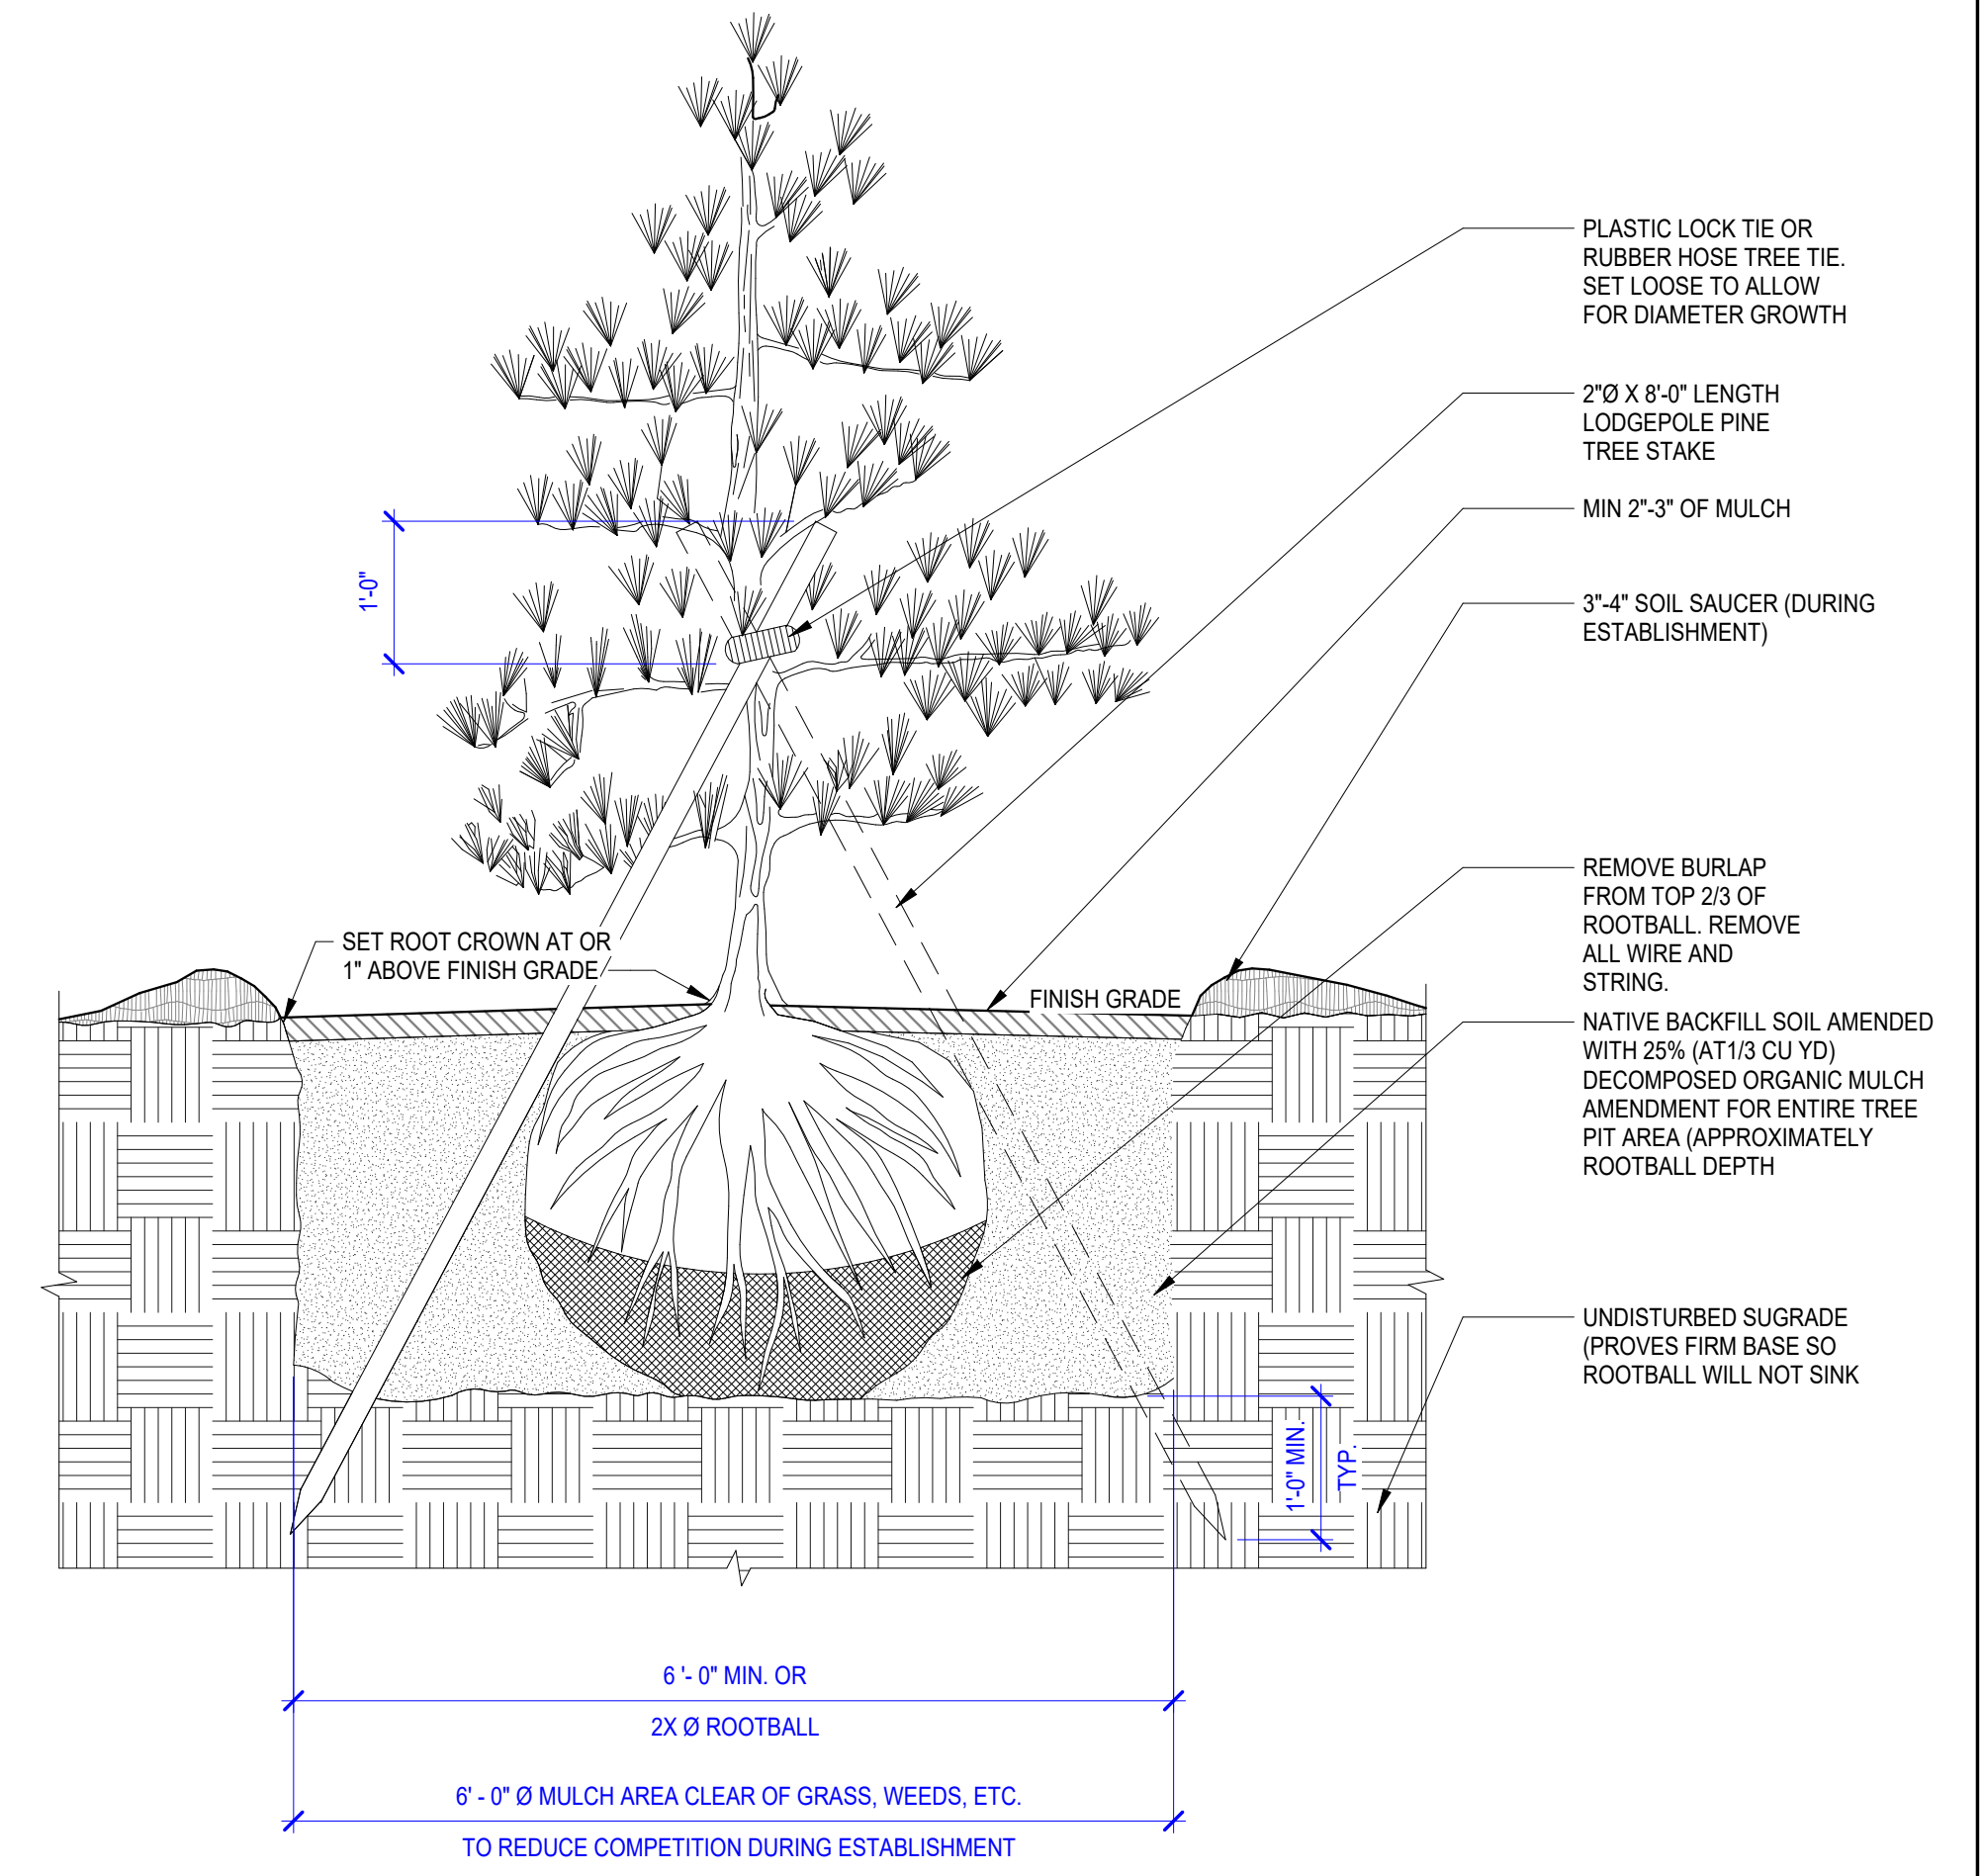 PLASTIC LOCK TIE OR
RUBBER HOSE TREE TIE.
SET LOOSE TO ALLOW
FOR DIAMETER GROWTH
2"Ø X 8'-0" LENGTH
LODGEPOLE PINE
TREE STAKE
MIN 2"-3" OF MULCH
3"-4" SOIL SAUCER (DURING
ESTABLISHMENT)
1'-0"
REMOVE BURLAP
FROM TOP 2/3 OF
ROOTBALL. REMOVE
ALL WIRE AND
STRING.
SET ROOT CROWN AT OR
1" ABOVE FINISH GRADE
FINISH GRADE
NATIVE BACKFILL SOIL AMENDED
WITH 25% (AT1/3 CU YD)
DECOMPOSED ORGANIC MULCH
AMENDMENT FOR ENTIRE TREE
PIT AREA (APPROXIMATELY
ROOTBALL DEPTH
UNDISTURBED SUGRADE
(PROVES FIRM BASE SO
ROOTBALL WILL NOT SINK
1'-0" MIN.
TYP.
6 '- 0" MIN. OR
2X Ø ROOTBALL
6' - 0" Ø MULCH AREA CLEAR OF GRASS, WEEDS, ETC.
TO REDUCE COMPETITION DURING ESTABLISHMENT